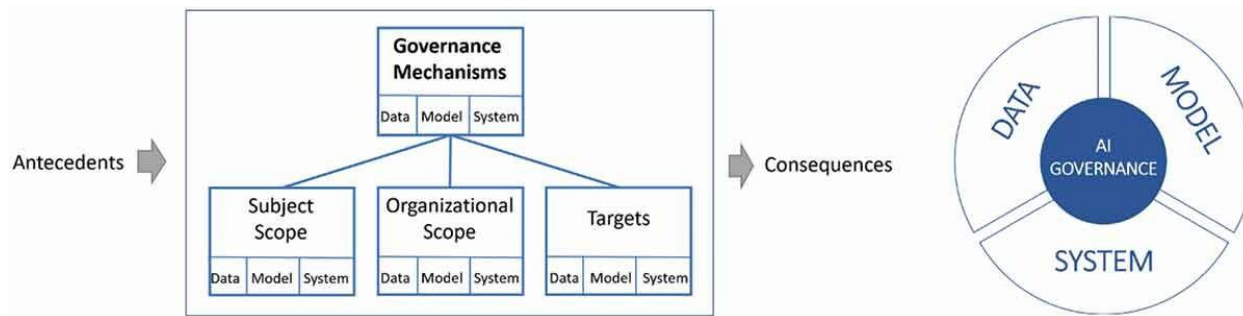 Antecedents
Governance
Mechanisms
Data Model System
Subject
Scope
Data Model System
Organizational
Scope
Data Model System
Targets
Data Model System
Consequences
DATA
MODEL
AI
GOVERNANCE
SYSTEM